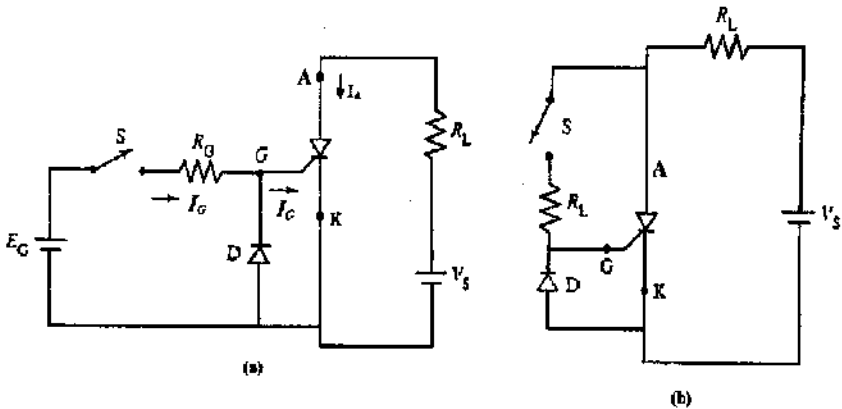 A
I_A
S
R_G
G
R_L
I_G
I_G
K
E_G
D
V_S
(a)
R_L
S
A
R_L
V_S
G
D
K
(b)